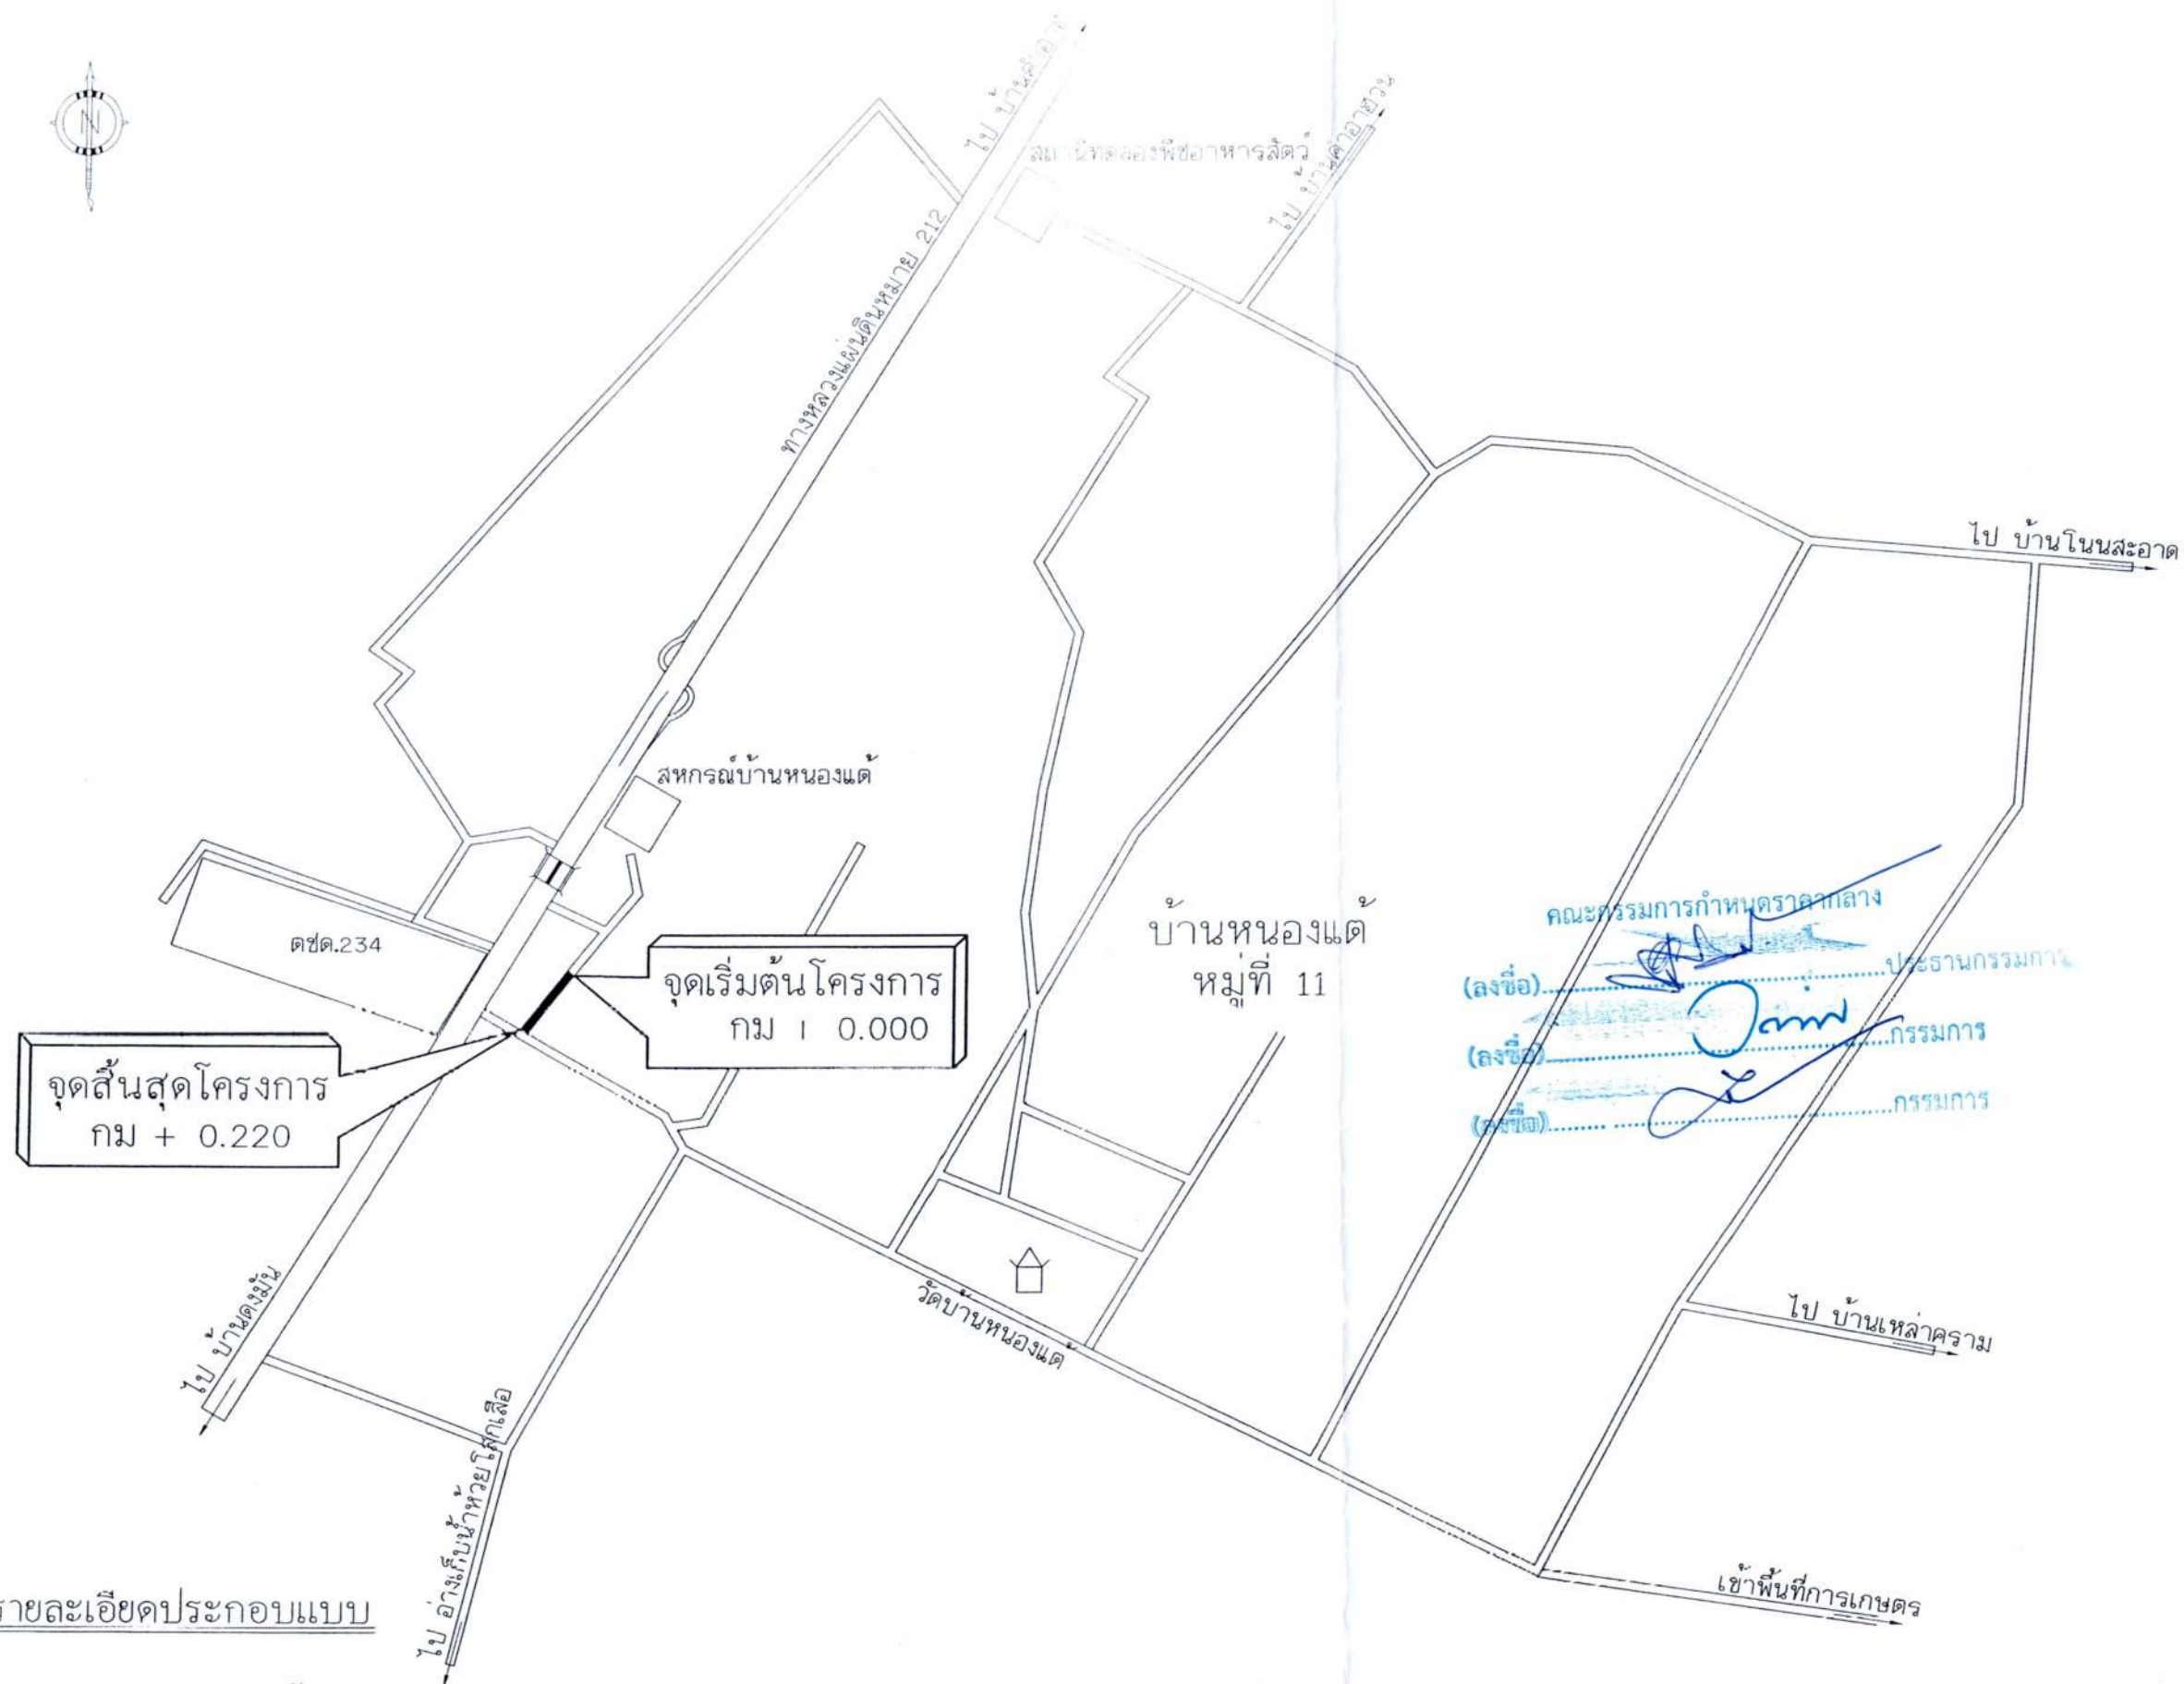 N
ไป บ้านคำอา
ไป บ้านคำอาฮวน
สถานีทดลองพืชอาหารสัตว์
ทางหลวงแผ่นดินหมาย 212
ไป บ้านโนนสะอาด
สหกรณ์บ้านหนองแต้
ตชด.234
จุดเริ่มต้นโครงการ
กม ı 0.000
บ้านหนองแต้
หมู่ที่ 11
คณะกรรมการกำหนดราคากลาง
(ลงชื่อ)..............................ประธานกรรมการ
(ลงชื่อ)..............................กรรมการ
(ลงชื่อ)..............................กรรมการ
จุดสิ้นสุดโครงการ
กม + 0.220
ไป บ้านดงมัน
วัดบ้านหนองแต้
ไป บ้านเหล่าคราม
ไป อ่างเก็บน้ำห้วยโสกเสือ
เข้าพื้นที่การเกษตร
รายละเอียดประกอบแบบ